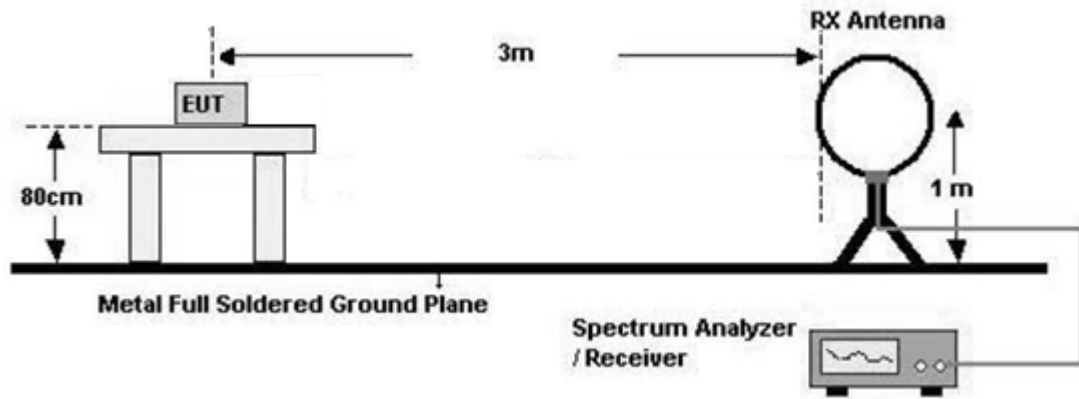 RX Antenna
3m
EUT
80cm
1 m
Metal Full Soldered Ground Plane
Spectrum Analyzer
/ Receiver